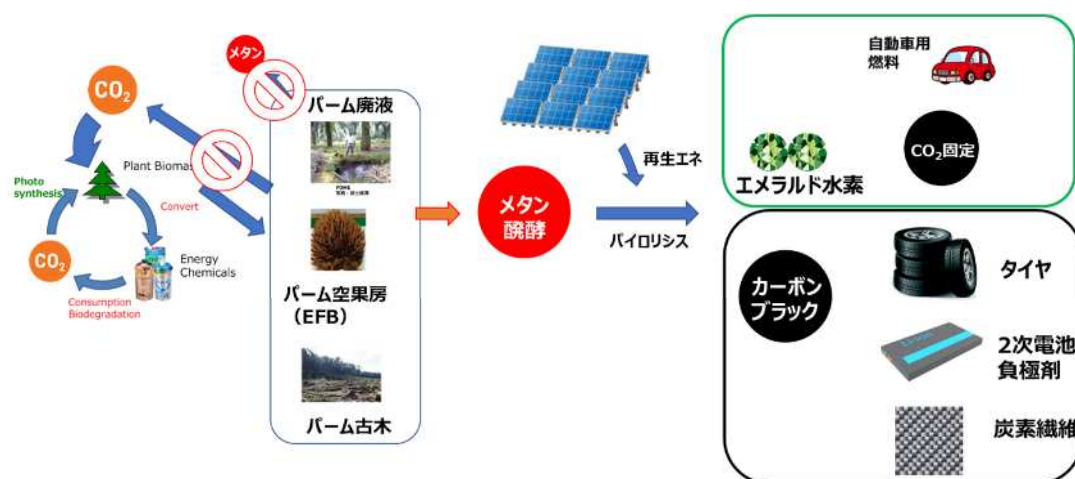 メタン
CO2
パーム廃液
Plant Biomas
Photo
synthesis
Convert
CO2
Energy
Chemicals
Consumption
Biodegradation
パーム空果房
（EFB）
パーム古木
メタン
醗酵
再生エネ
パイロリシス
自動車用
燃料
エメラルド水素
CO2固定
カーボン
ブラック
タイヤ
2次電池
負極剤
炭素繊維